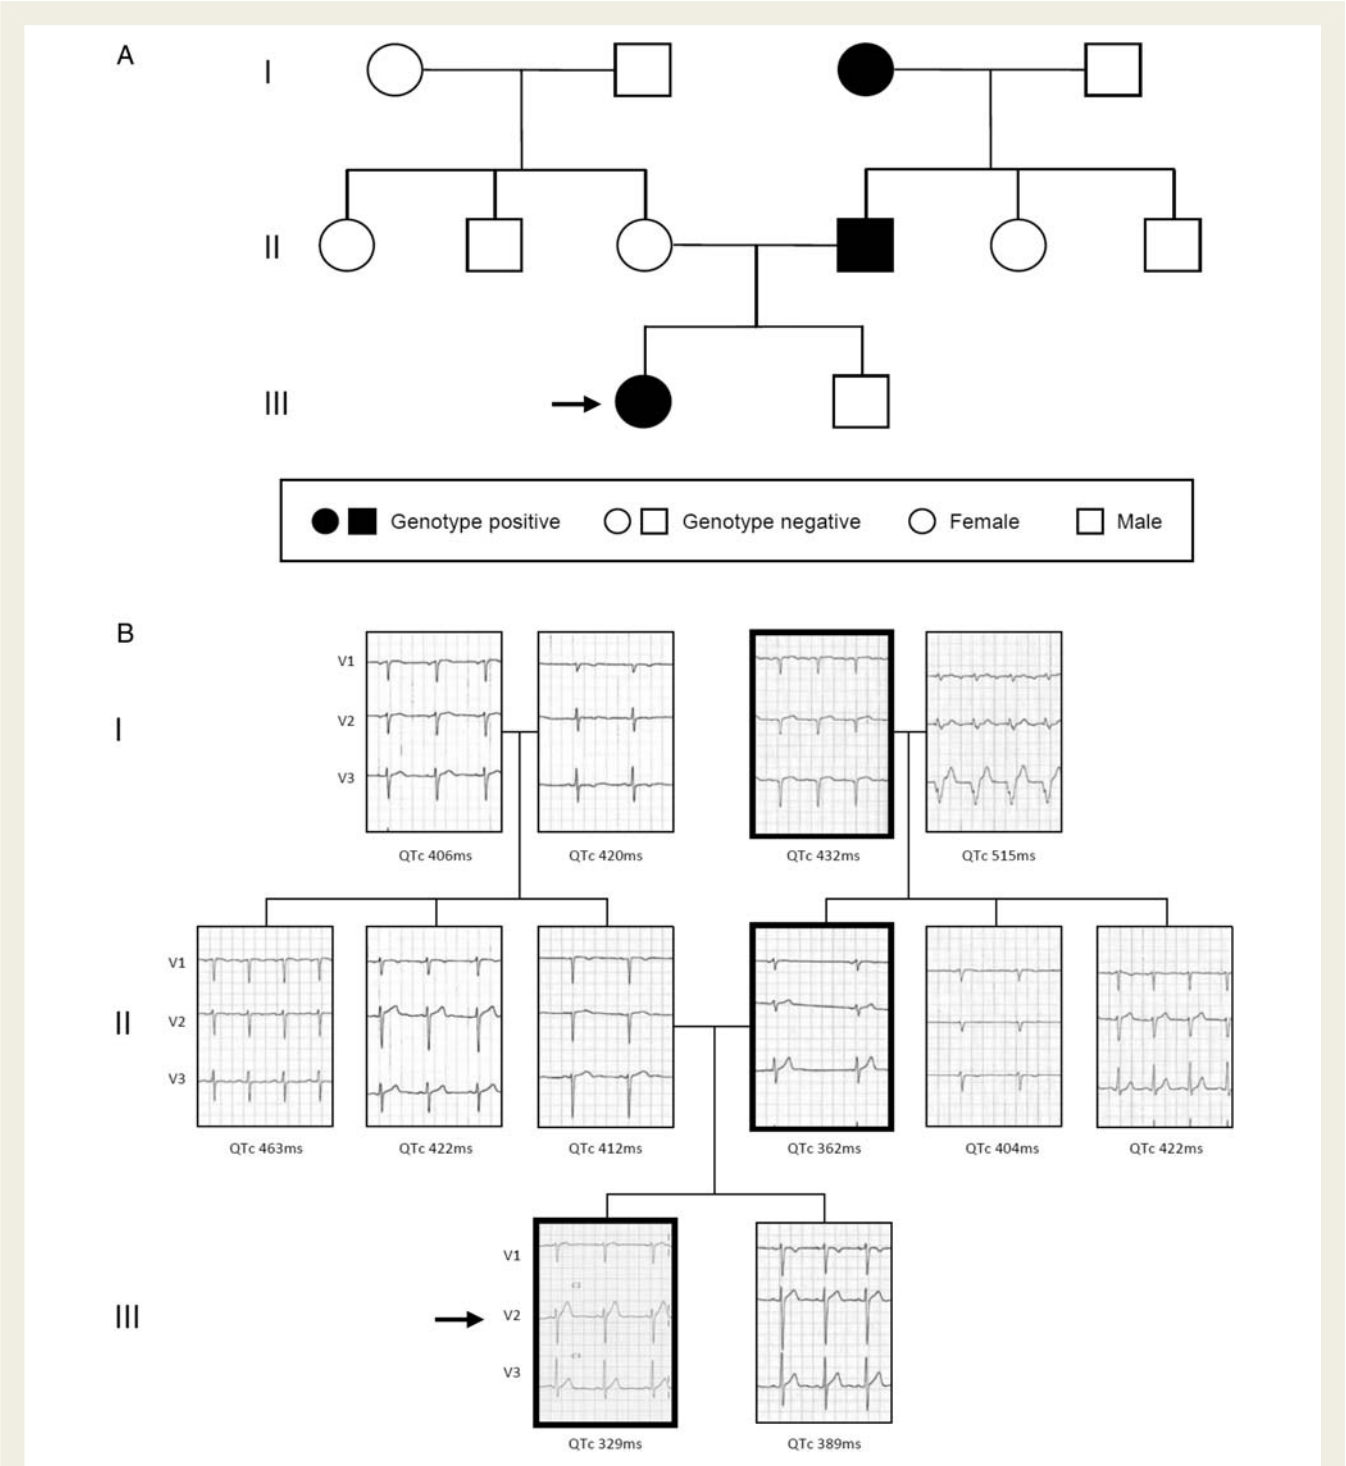 A
I
II
III
Genotype positive Genotype negative Female Male
B
I
V1
V2
V3
QTc 406ms QTc 420ms QTc 432ms QTc 515ms
II
V1
V2
V3
QTc 463ms QTc 422ms QTc 412ms QTc 362ms QTc 404ms QTc 422ms
III
V1
V2
V3
QTc 329ms QTc 389ms